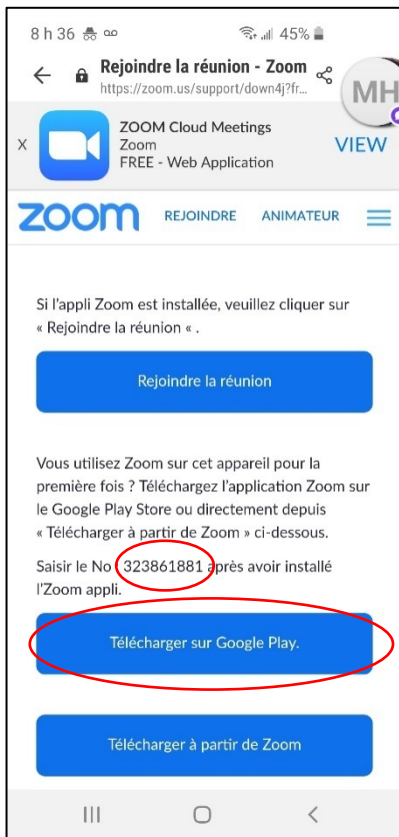 8 h 36 45%
Rejoindre la réunion - Zoom
https://zoom.us/support/down4j?fr...
MH
X
ZOOM Cloud Meetings
Zoom
FREE - Web Application
VIEW
zoom REJOINDRE ANIMATEUR
Si l'appli Zoom est installée, veuillez cliquer sur
« Rejoindre la réunion « .
Rejoindre la réunion
Vous utilisez Zoom sur cet appareil pour la
première fois ? Téléchargez l'application Zoom sur
le Google Play Store ou directement depuis
« Télécharger à partir de Zoom » ci-dessous.
Saisir le No 323861881 après avoir installé
l'Zoom appli.
Télécharger sur Google Play.
Télécharger à partir de Zoom